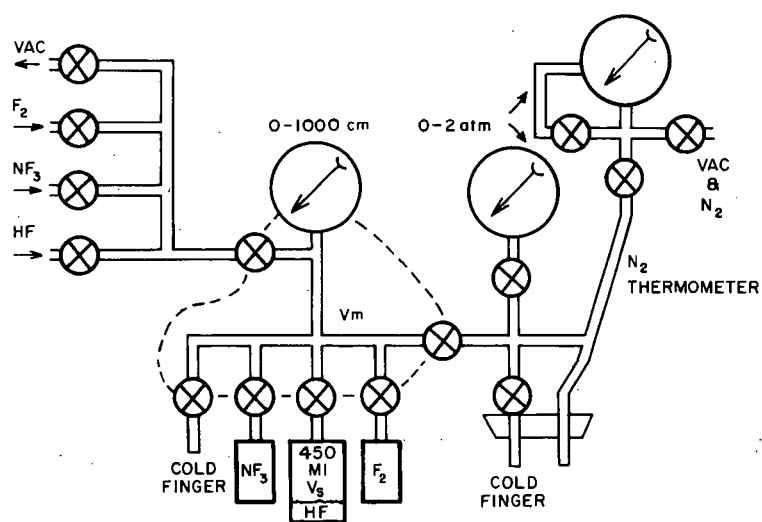 VAC
F₂
NF₃
HF
0-1000 cm
0-2 atm
VAC
&
N₂
N₂
THERMOMETER
Vm
COLD
FINGER
NF₃
450
Ml
Vs
HF
F₂
COLD
FINGER